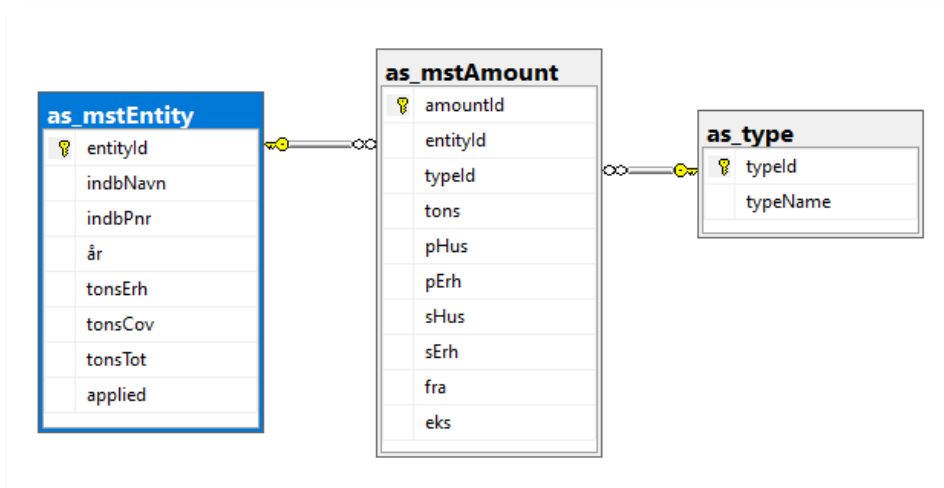 as_mstEntity
entityId
indbNavn
indbPnr
år
tonsErh
tonsCov
tonsTot
applied
as_mstAmount
amountId
entityId
typeId
tons
pHus
pErh
sHus
sErh
fra
eks
as_type
typeId
typeName